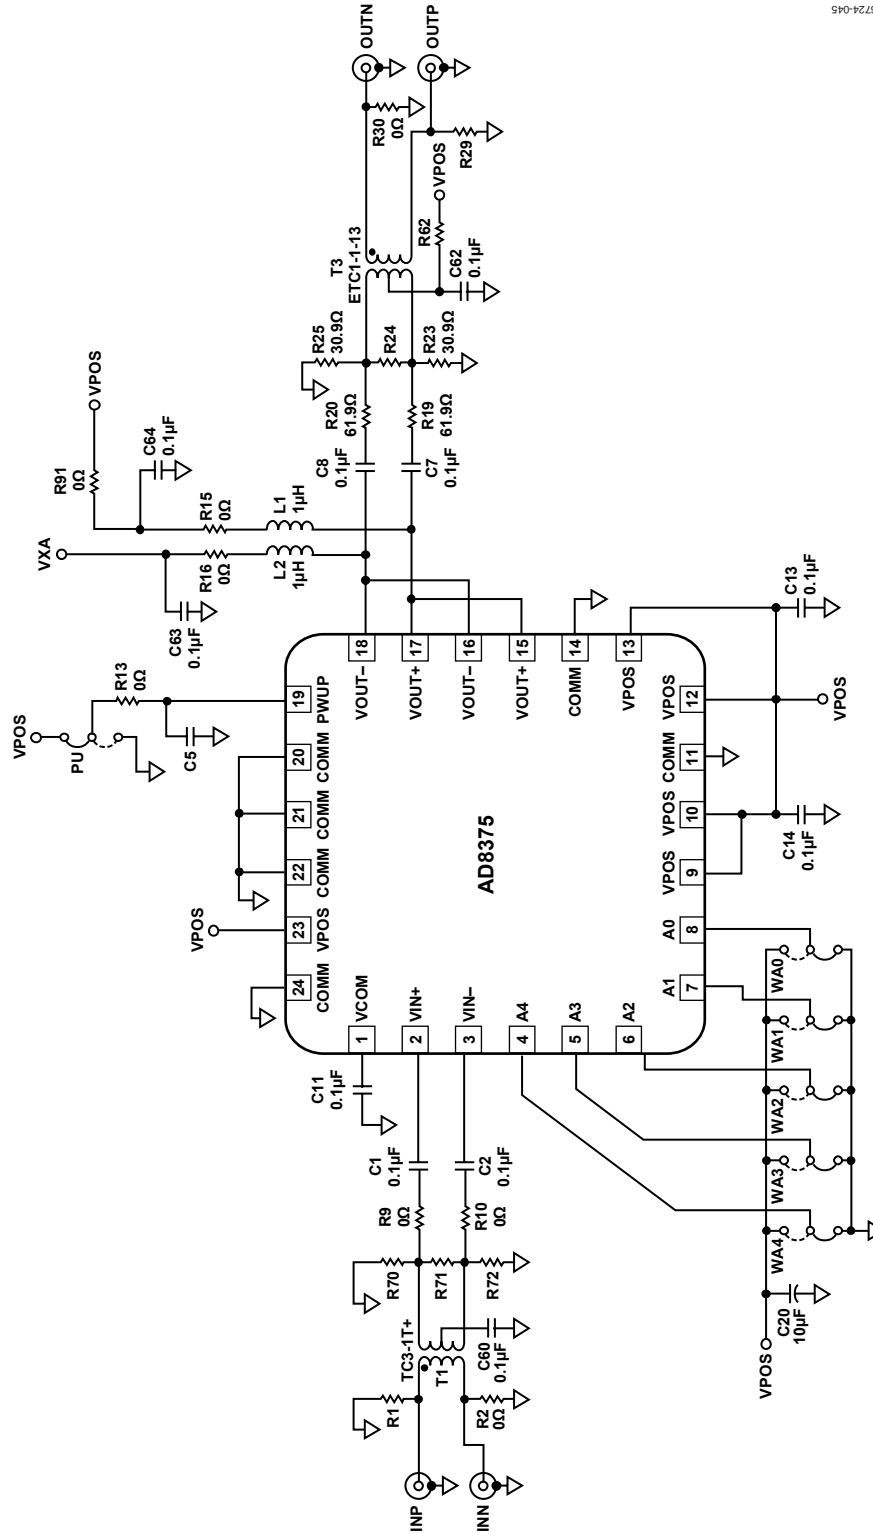 6724-045
OUTN
OUTP
R30
0Ω
R29
VPOS
R62
C62
0.1µF
T3
ETC1-1-13
R25
30.9Ω
R24
R23
30.9Ω
R20
61.9Ω
R19
61.9Ω
C8
0.1µF
C7
0.1µF
VPOS
R91
0Ω
C64
0.1µF
R15
0Ω
L1
1µH
VXA
R16
0Ω
L2
1µH
C63
0.1µF
VPOS
PU
R13
0Ω
C5
VPOS
AD8375
18
VOUT–
17
VOUT+
16
VOUT–
15
VOUT+
14
COMM
13
VPOS
19
PWUP
20
COMM
21
COMM
22
COMM
23
VPOS
24
COMM
12
VPOS
11
COMM
10
VPOS
9
VPOS
8
A0
7
A1
1
VCOM
2
VIN+
3
VIN–
4
A4
5
A3
6
A2
C13
0.1µF
VPOS
C14
0.1µF
C11
0.1µF
C1
0.1µF
C2
0.1µF
R9
0Ω
R10
0Ω
R70
R71
R72
TC3-1T+
T1
C60
0.1µF
R1
R2
0Ω
INP
INN
WA0
WA1
WA2
WA3
WA4
C20
10µF
VPOS